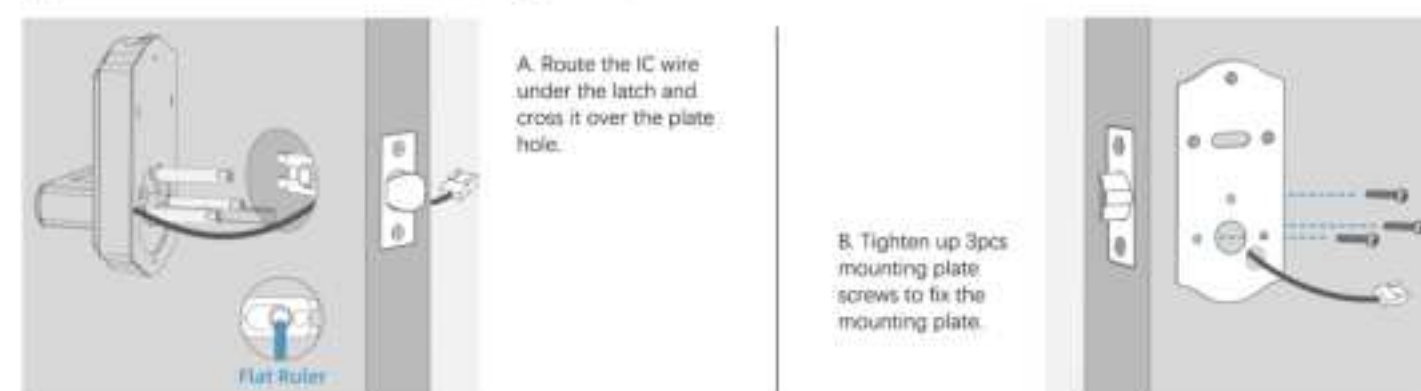 A. Route the IC wire
under the latch and
cross it over the plate
hole.
Flat Ruler
B. Tighten up 3pcs
mounting plate
screws to fix the
mounting plate.